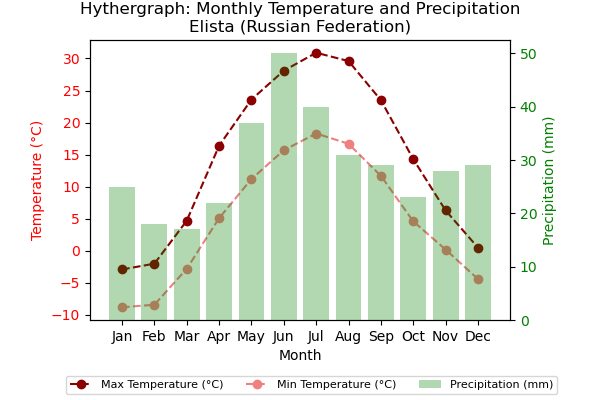 Hythergraph: Monthly Temperature and Precipitation
Elista (Russian Federation)
Temperature (°C)
30
25
20
15
10
5
0
−5
−10
50
40
30
20
10
0
Precipitation (mm)
Jan Feb Mar Apr May Jun Jul Aug Sep Oct Nov Dec
Month
Max Temperature (°C) Min Temperature (°C) Precipitation (mm)